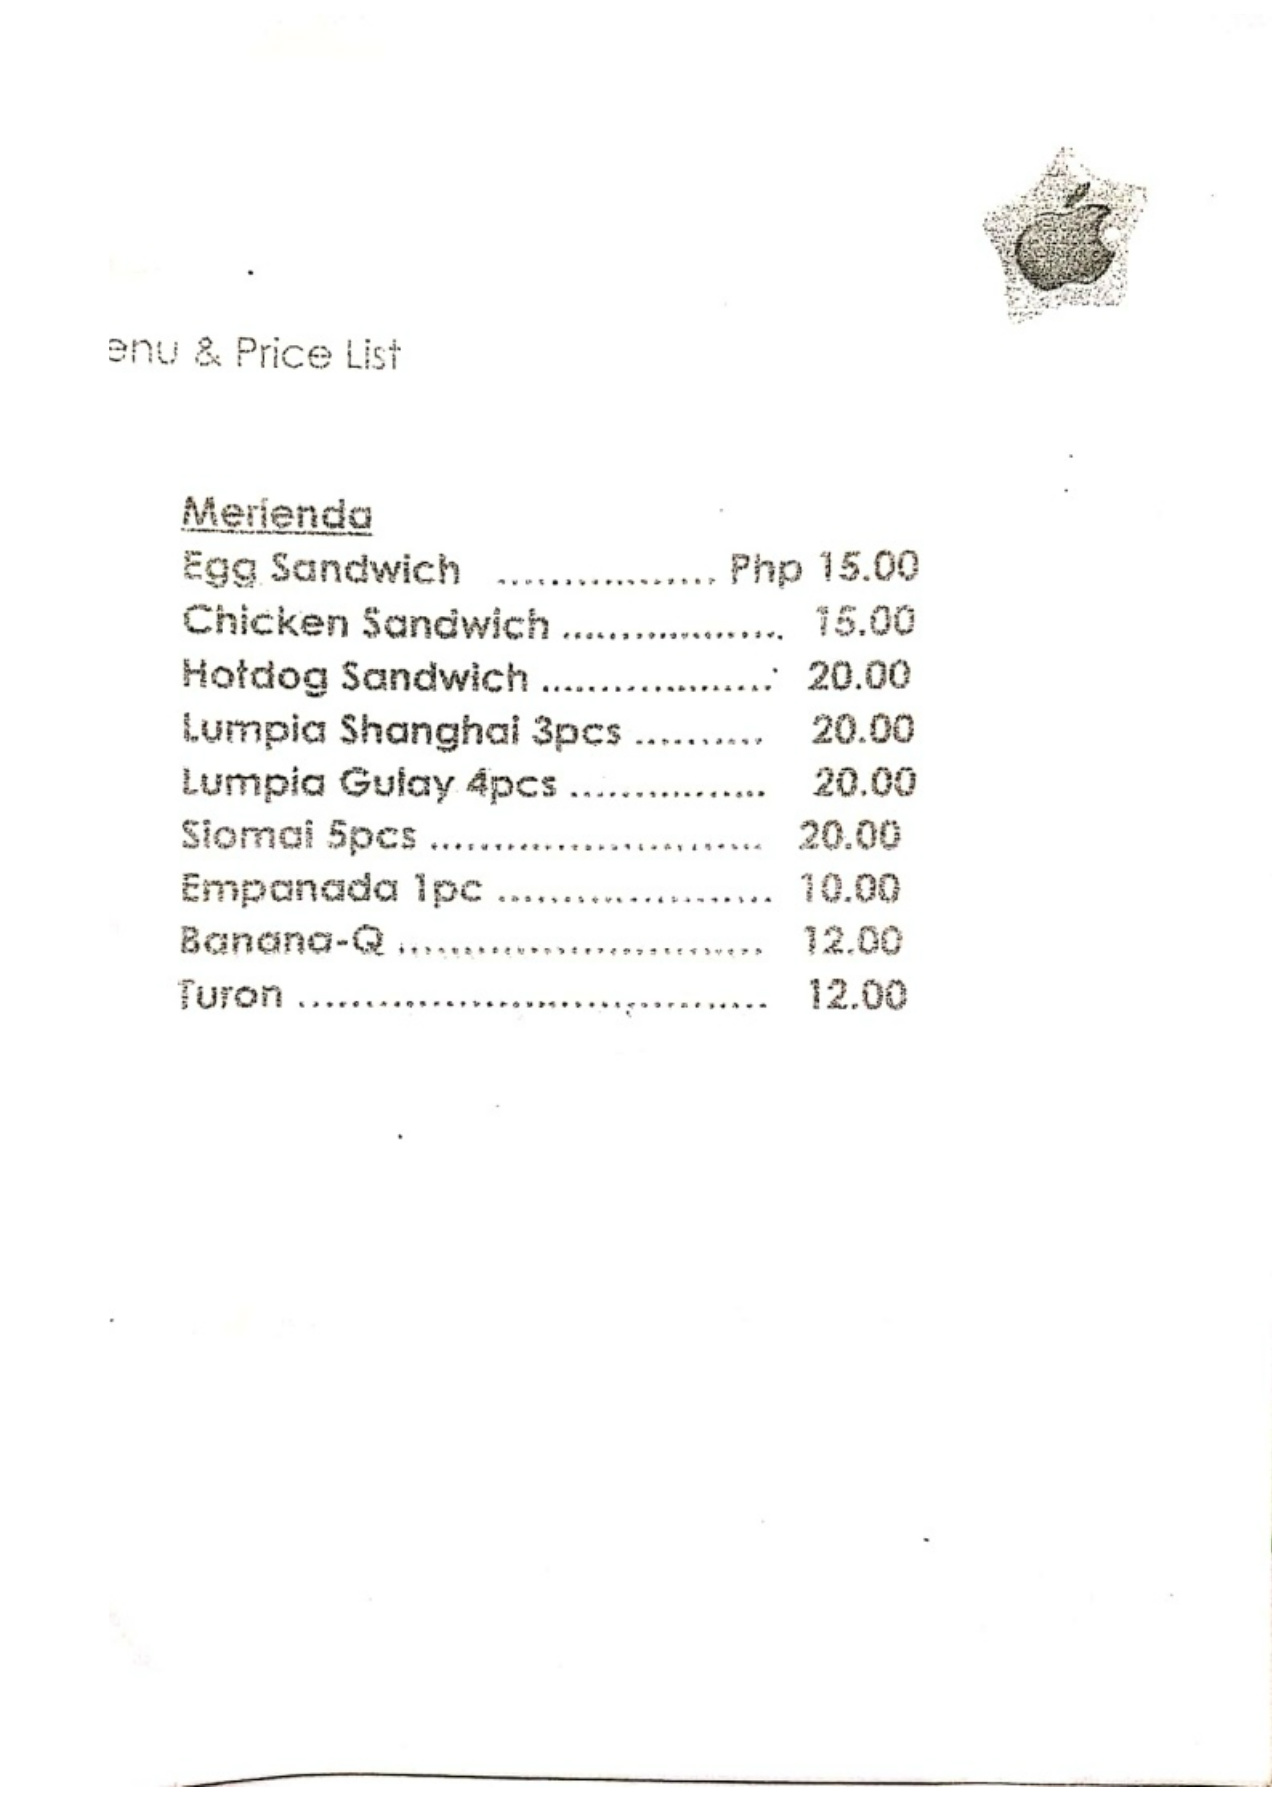 enu & Price List
Merienda
Egg Sandwich .................. Php 15.00
Chicken Sandwich .................. 15.00
Hotdog Sandwich .................. 20.00
Lumpia Shanghai 3pcs .......... 20.00
Lumpia Gulay 4pcs ............... 20.00
Siomai 5pcs .......................... 20.00
Empanada 1pc ..................... 10.00
Banana-Q ............................ 12.00
Turon .................................... 12.00